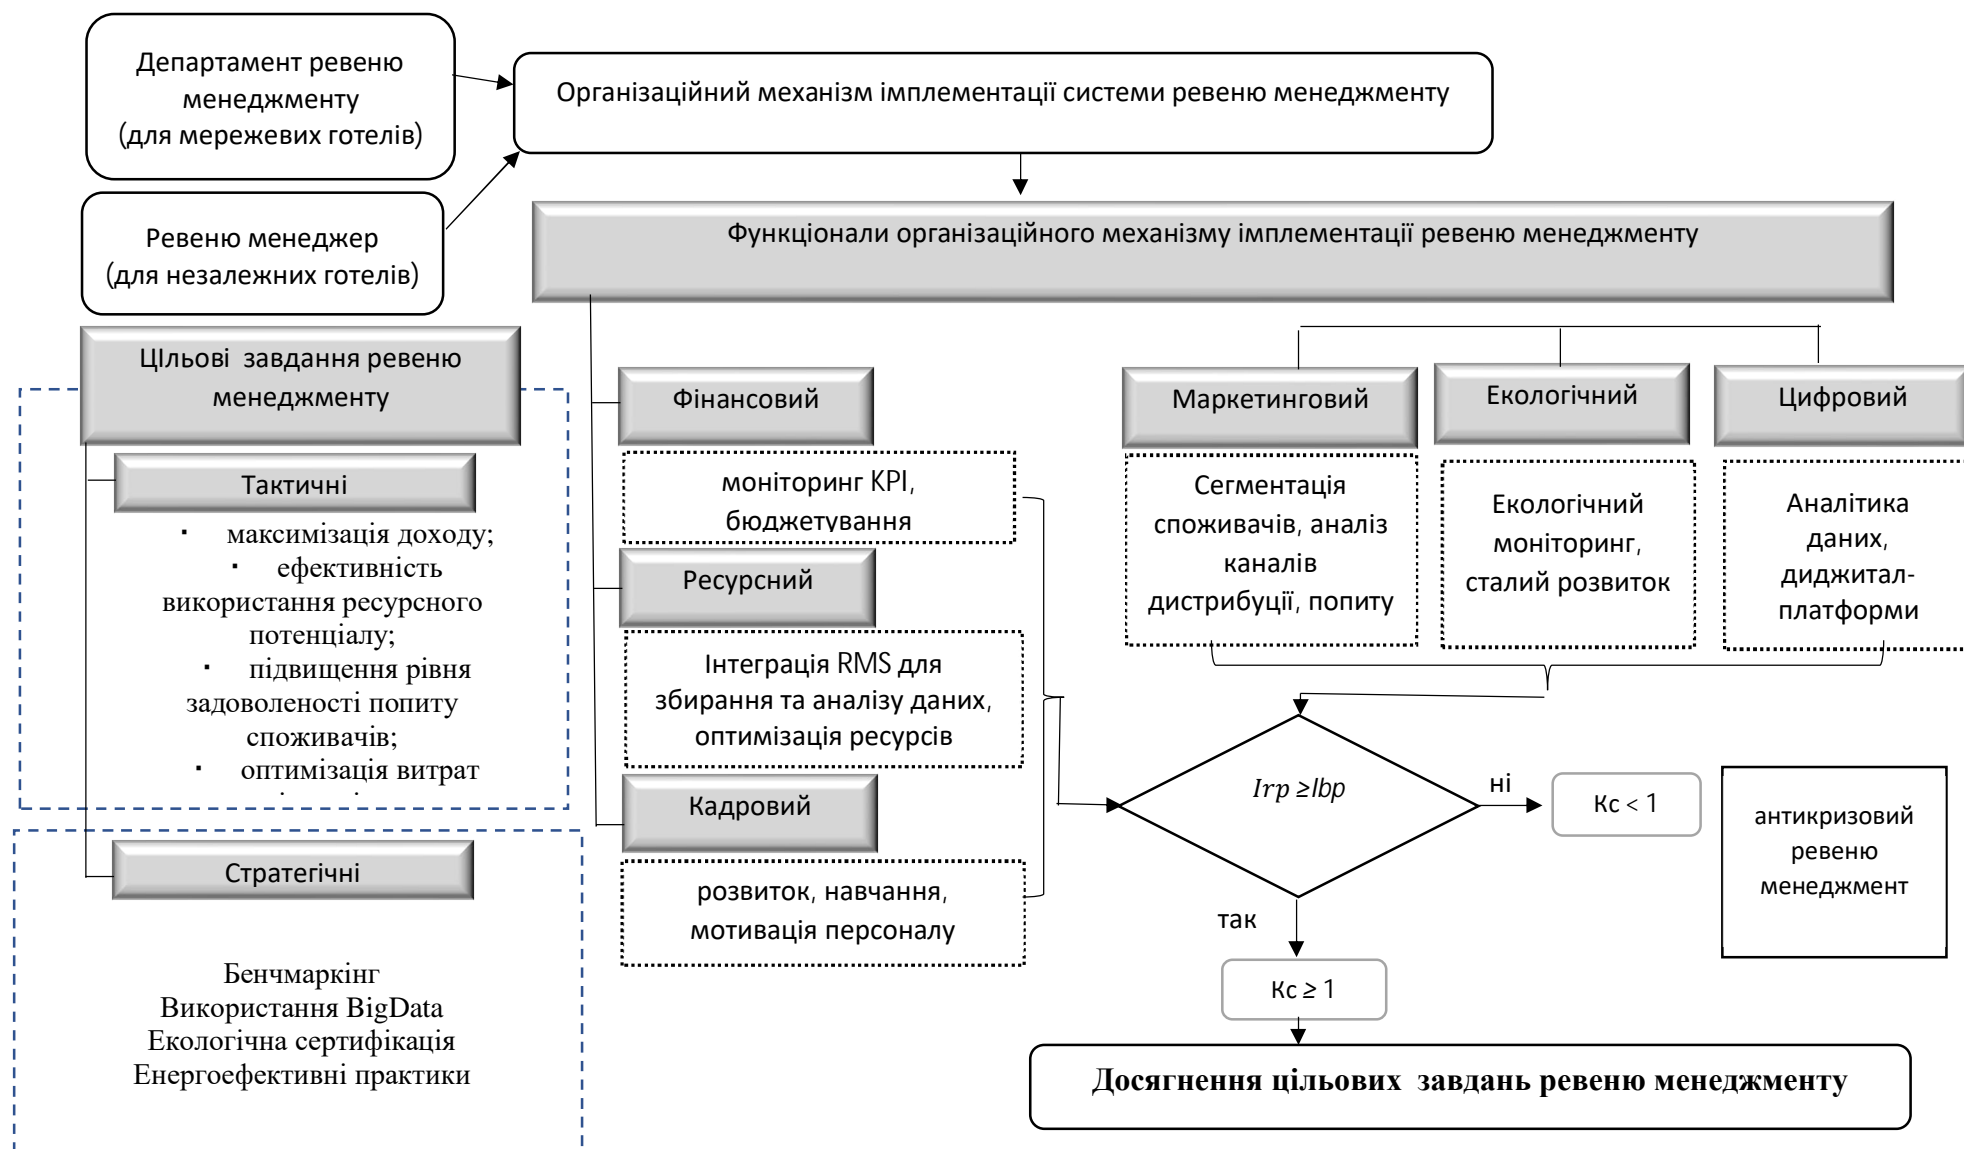 Департамент ревеню
менеджменту
(для мережевих готелів)
Організаційний механізм імплементації системи ревеню менеджменту
Ревеню менеджер
(для незалежних готелів)
Функціонали організаційного механізму імплементації ревеню менеджменту
ЦІльові завдання ревеню
менеджменту
Тактичні
· максимізація доходу;
· ефективність
використання ресурсного
потенціалу;
· підвищення рівня
задоволеності попиту
споживачів;
· оптимізація витрат
Стратегічні
Бенчмаркінг
Використання BigData
Екологічна сертифікація
Енергоефективні практики
Фінансовий
моніторинг KPI,
бюджетування
Ресурсний
Інтеграція RMS для
збирання та аналізу даних,
оптимізація ресурсів
Кадровий
розвиток, навчання,
мотивація персоналу
Маркетинговий
Сегментація
споживачів, аналіз
каналів
дистрибуції, попиту
Екологічний
Екологічний
моніторинг,
сталий розвиток
Цифровий
Аналітика
даних,
диджитал-
платформи
Irp ≥Ibp
ні
Кс < 1
антикризовий
ревеню
менеджмент
так
Кс ≥ 1
Досягнення цільових завдань ревеню менеджменту